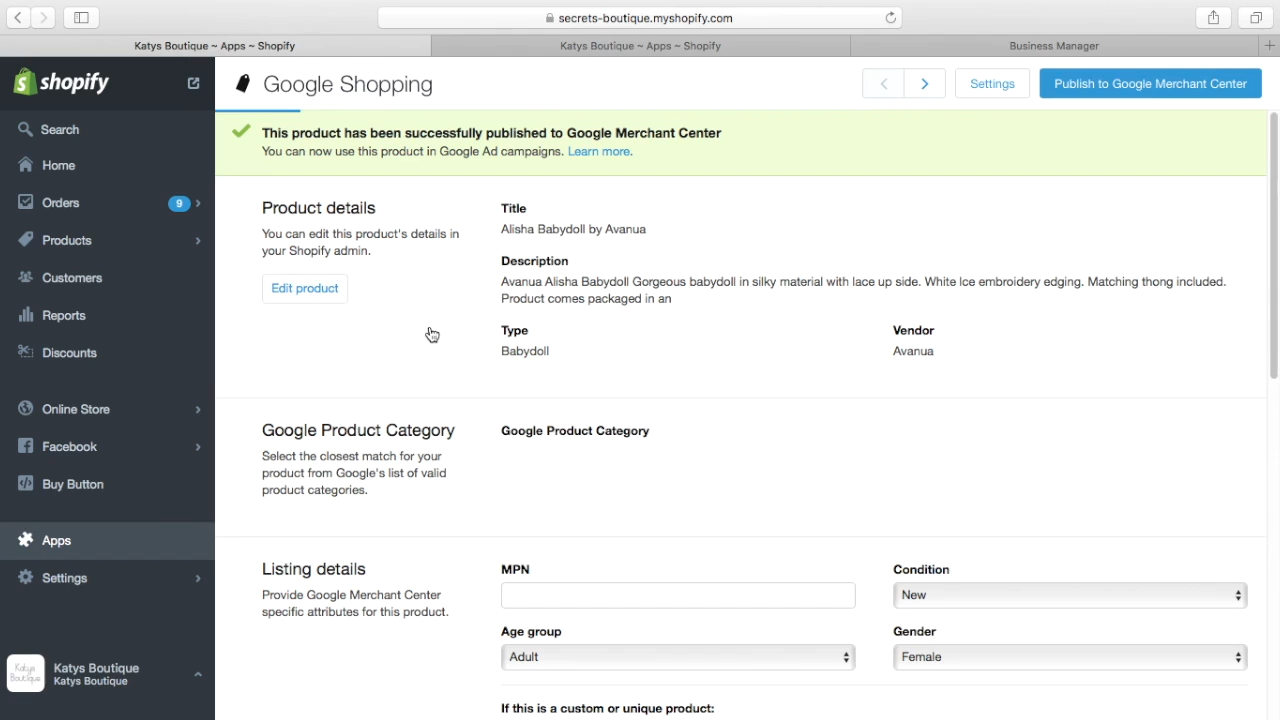 secrets-boutique.myshopify.com
Katys Boutique ~ Apps ~ Shopify
Katys Boutique ~ Apps ~ Shopify
Business Manager
shopify
Search
Home
Orders 9
Products
Customers
Reports
Discounts
Online Store
Facebook
Buy Button
Apps
Settings
Katys Boutique
Katys Boutique
Katys Boutique
Google Shopping
Settings
Publish to Google Merchant Center
This product has been successfully published to Google Merchant Center
You can now use this product in Google Ad campaigns. Learn more.
Product details
You can edit this product's details in
your Shopify admin.
Edit product
Title
Alisha Babydoll by Avanua
Description
Avanua Alisha Babydoll Gorgeous babydoll in silky material with lace up side. White Ice embroidery edging. Matching thong included.
Product comes packaged in an
Type
Babydoll
Vendor
Avanua
Google Product Category
Select the closest match for your
product from Google's list of valid
product categories.
Google Product Category
Listing details
Provide Google Merchant Center
specific attributes for this product.
MPN
Condition
New
Age group
Adult
Gender
Female
If this is a custom or unique product: